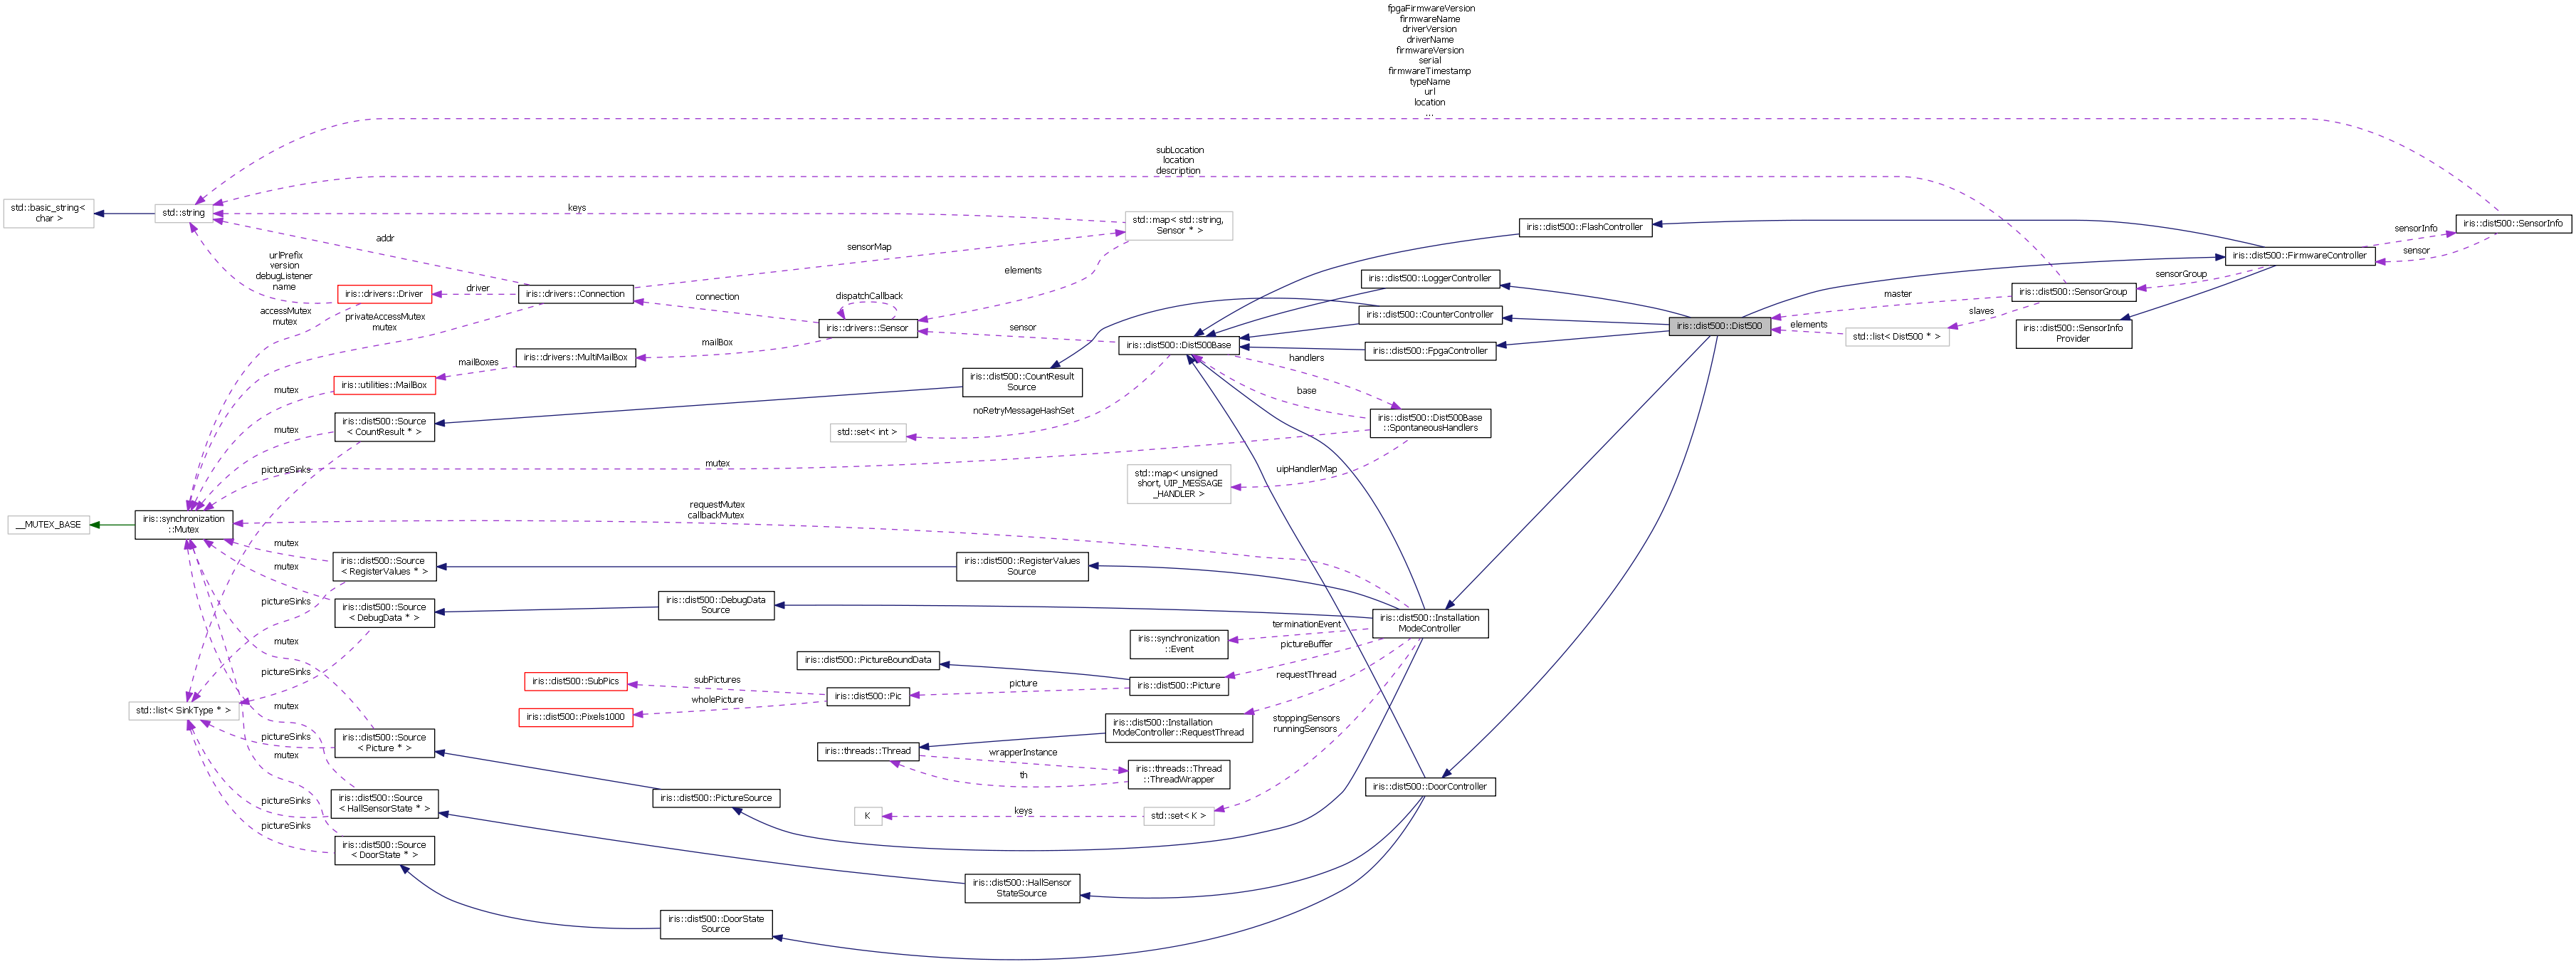 fpgaFirmwareVersion
firmwareName
driverVersion
driverName
firmwareVersion
serial
firmwareTimestamp
typeName
url
location
...
subLocation
location
description
std::basic_string<
char >
std::string
keys
std::map< std::string,
Sensor * >
addr
sensorMap
urlPrefix
version
debugListener
name
elements
iris::drivers::Driver
driver
iris::drivers::Connection
connection
dispatchCallback
iris::drivers::Sensor
sensor
accessMutex
mutex
privateAccessMutex
mutex
mailBox
iris::drivers::MultiMailBox
mailBoxes
iris::utilities::MailBox
mutex
iris::dist500::FlashController
iris::dist500::LoggerController
iris::dist500::CounterController
iris::dist500::FpgaController
iris::dist500::Dist500Base
iris::dist500::Dist500
master
elements
std::list< Dist500 * >
slaves
iris::dist500::SensorGroup
sensorGroup
iris::dist500::SensorInfo
Provider
iris::dist500::FirmwareController
sensorInfo
sensor
iris::dist500::SensorInfo
handlers
base
iris::dist500::CountResult
Source
noRetryMessageHashSet
std::set< int >
iris::dist500::Dist500Base
::SpontaneousHandlers
iris::dist500::Source
< CountResult * >
mutex
pictureSinks
mutex
uipHandlerMap
std::map< unsigned
short, UIP_MESSAGE
_HANDLER >
__MUTEX_BASE
iris::synchronization
::Mutex
requestMutex
callbackMutex
mutex
iris::dist500::Source
< RegisterValues * >
iris::dist500::RegisterValues
Source
mutex
pictureSinks
iris::dist500::Source
< DebugData * >
iris::dist500::DebugData
Source
iris::dist500::Installation
ModeController
terminationEvent
iris::synchronization
::Event
pictureBuffer
mutex
pictureSinks
iris::dist500::PictureBoundData
iris::dist500::Picture
picture
iris::dist500::Pic
subPictures
iris::dist500::SubPics
wholePicture
iris::dist500::Pixels1000
requestThread
std::list< SinkType * >
mutex
pictureSinks
iris::dist500::Source
< Picture * >
iris::dist500::Installation
ModeController::RequestThread
stoppingSensors
runningSensors
iris::threads::Thread
wrapperInstance
th
iris::threads::Thread
::ThreadWrapper
mutex
iris::dist500::Source
< HallSensorState * >
pictureSinks
iris::dist500::PictureSource
iris::dist500::DoorController
K
keys
std::set< K >
pictureSinks
iris::dist500::Source
< DoorState * >
iris::dist500::HallSensor
StateSource
iris::dist500::DoorState
Source